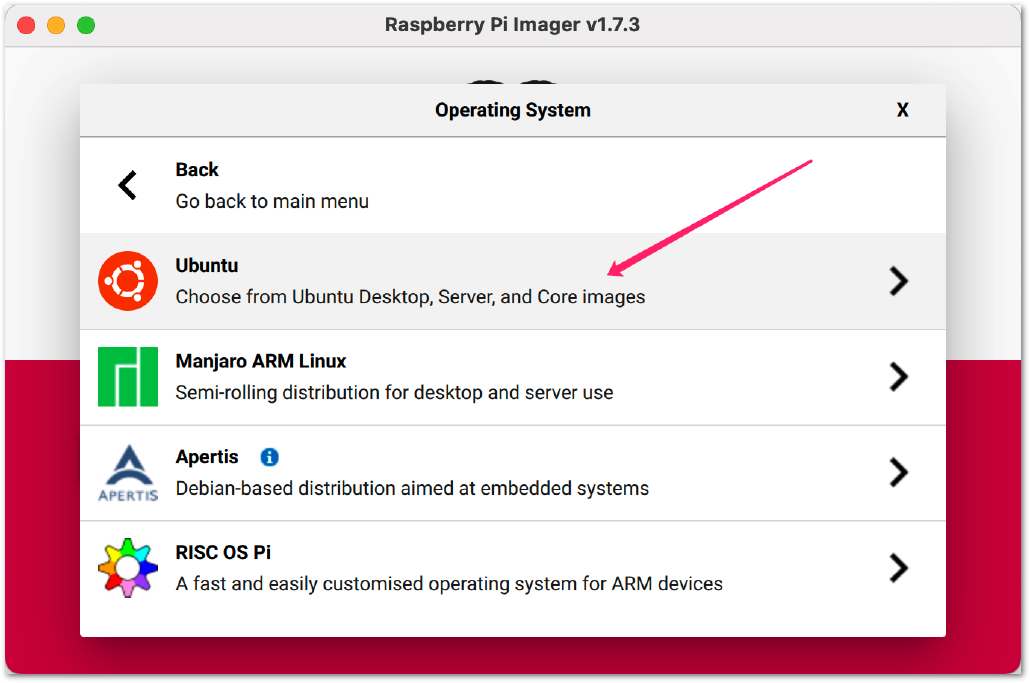 Raspberry Pi Imager v1.7.3
Operating System X
Back
Go back to main menu
Ubuntu
Choose from Ubuntu Desktop, Server, and Core images
Manjaro ARM Linux
Semi-rolling distribution for desktop and server use
Apertis
Debian-based distribution aimed at embedded systems
APERTIS
RISC OS Pi
A fast and easily customised operating system for ARM devices